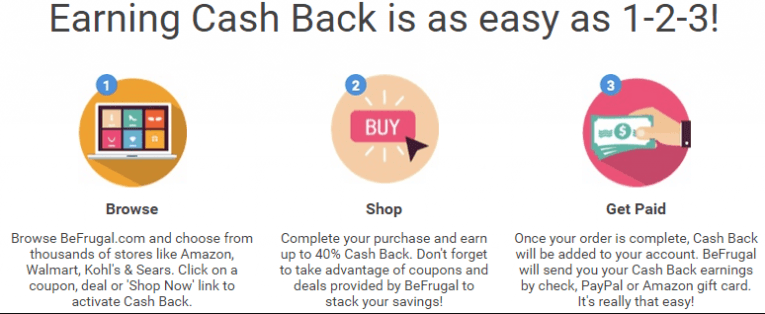 Earning Cash Back is as easy as 1-2-3!
1
2
3
BUY
$
Browse
Shop
Get Paid
Browse BeFrugal.com and choose from
thousands of stores like Amazon,
Walmart, Kohl's & Sears. Click on a
coupon, deal or 'Shop Now' link to
activate Cash Back.
Complete your purchase and earn
up to 40% Cash Back. Don't forget
to take advantage of coupons and
deals provided by BeFrugal to
stack your savings!
Once your order is complete, Cash Back
will be added to your account. BeFrugal
will send you your Cash Back earnings
by check, PayPal or Amazon gift card.
It's really that easy!